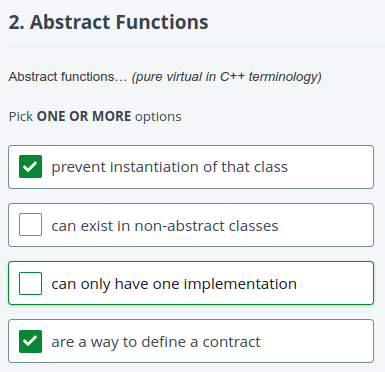 2. Abstract Functions
Abstract functions… (pure virtual in C++ terminology)
Pick ONE OR MORE options
prevent instantiation of that class
can exist in non-abstract classes
can only have one implementation
are a way to define a contract